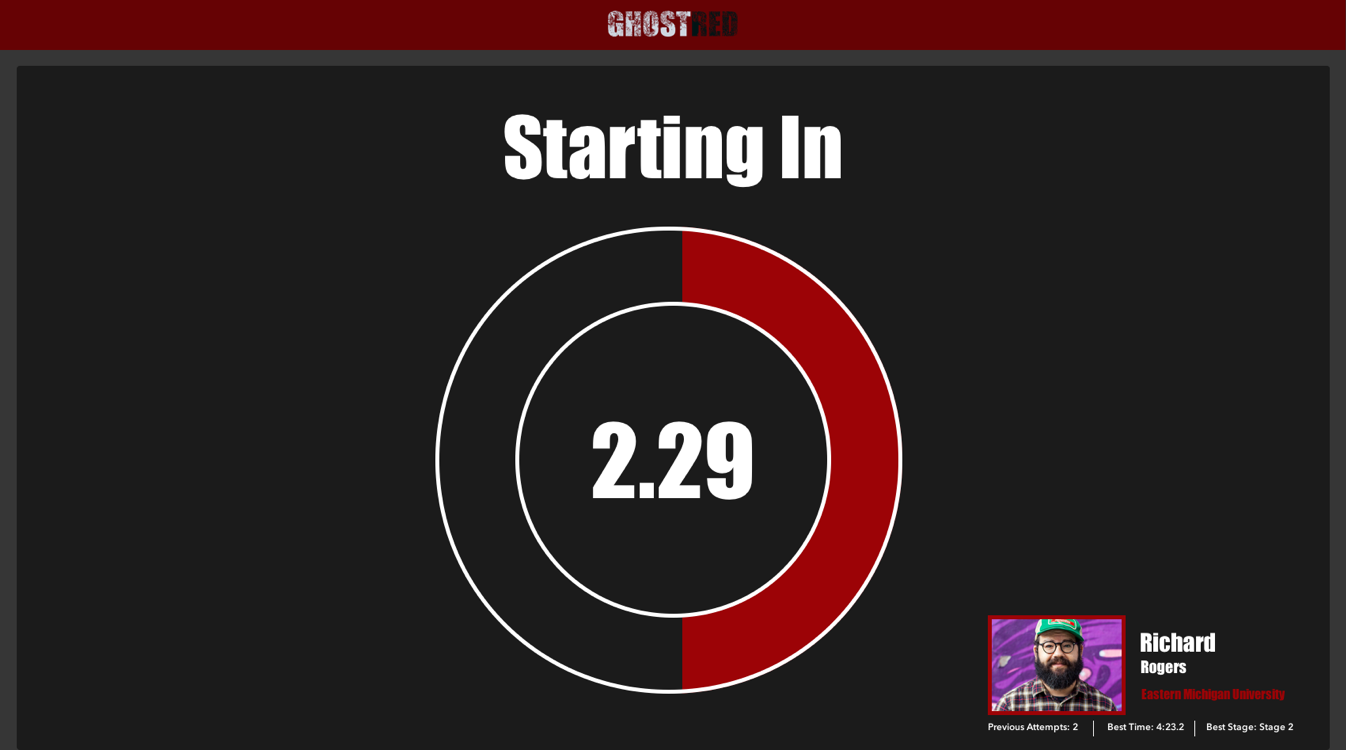 GHOSTRED
Starting In
2.29
Richard
Rogers
Eastern Michigan University
Previous Attempts: 2
Best Time: 4:23.2
Best Stage: Stage 2